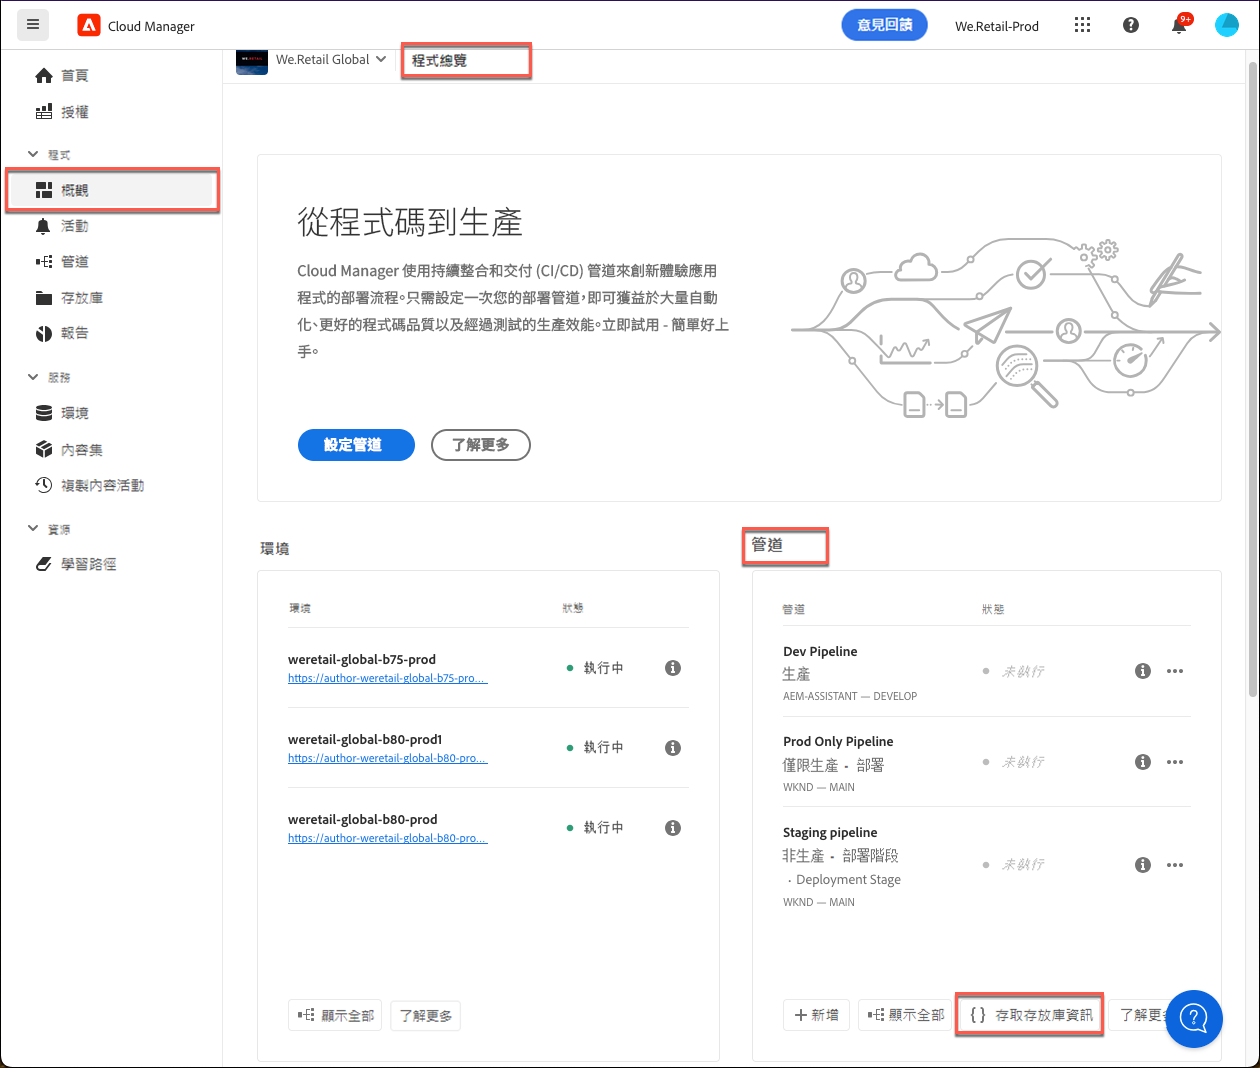 Cloud Manager
意見回饋
We.Retail-Prod
9+
WE.RETAIL
We.Retail Global
程式總覽
首頁
授權
程式
概觀
活動
管道
存放庫
報告
服務
環境
內容集
複製內容活動
資源
學習路徑
從程式碼到生產
Cloud Manager 使用持續整合和交付 (CI/CD) 管道來創新體驗應用
程式的部署流程。只需設定一次您的部署管道，即可獲益於大量自動
化、更好的程式碼品質以及經過測試的生產效能。立即試用 - 簡單好上
手。
設定管道
了解更多
環境
環境 狀態
weretail-global-b75-prod
https://author-weretail-global-b75-pro...
執行中
weretail-global-b80-prod1
https://author-weretail-global-b80-pro...
執行中
weretail-global-b80-prod
https://author-weretail-global-b80-pro...
執行中
顯示全部
了解更多
管道
管道 狀態
Dev Pipeline
生產
AEM-ASSISTANT — DEVELOP
未執行
Prod Only Pipeline
僅限生產 · 部署
WKND — MAIN
未執行
Staging pipeline
非生產 · 部署階段
· Deployment Stage
WKND — MAIN
未執行
新增
顯示全部
{ } 存取存放庫資訊
了解更